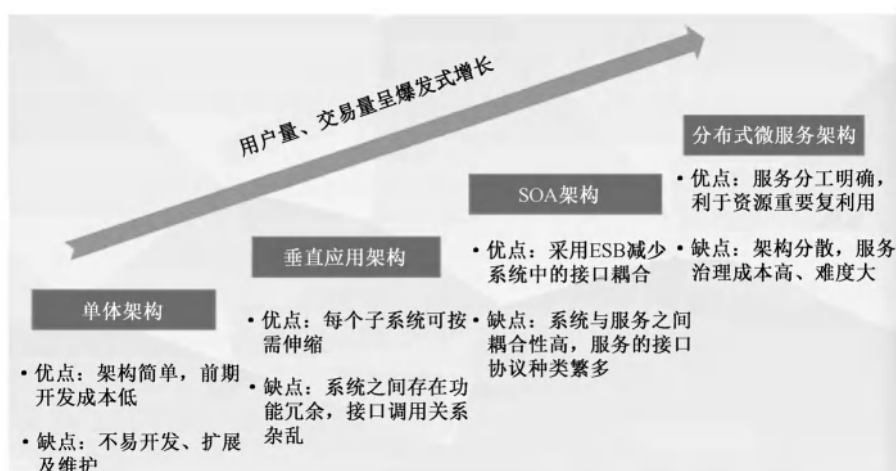 用户量、交易量呈爆发式增长
单体架构
• 优点：架构简单，前期
开发成本低
• 缺点：不易开发、扩展
及维护
垂直应用架构
• 优点：每个子系统可按
需伸缩
• 缺点：系统之间存在功
能冗余，接口调用关系
杂乱
SOA架构
• 优点：采用ESB减少
系统中的接口耦合
• 缺点：系统与服务之间
耦合性高，服务的接口
协议种类繁多
分布式微服务架构
• 优点：服务分工明确，
利于资源重要复利用
• 缺点：架构分散，服务
治理成本高、难度大